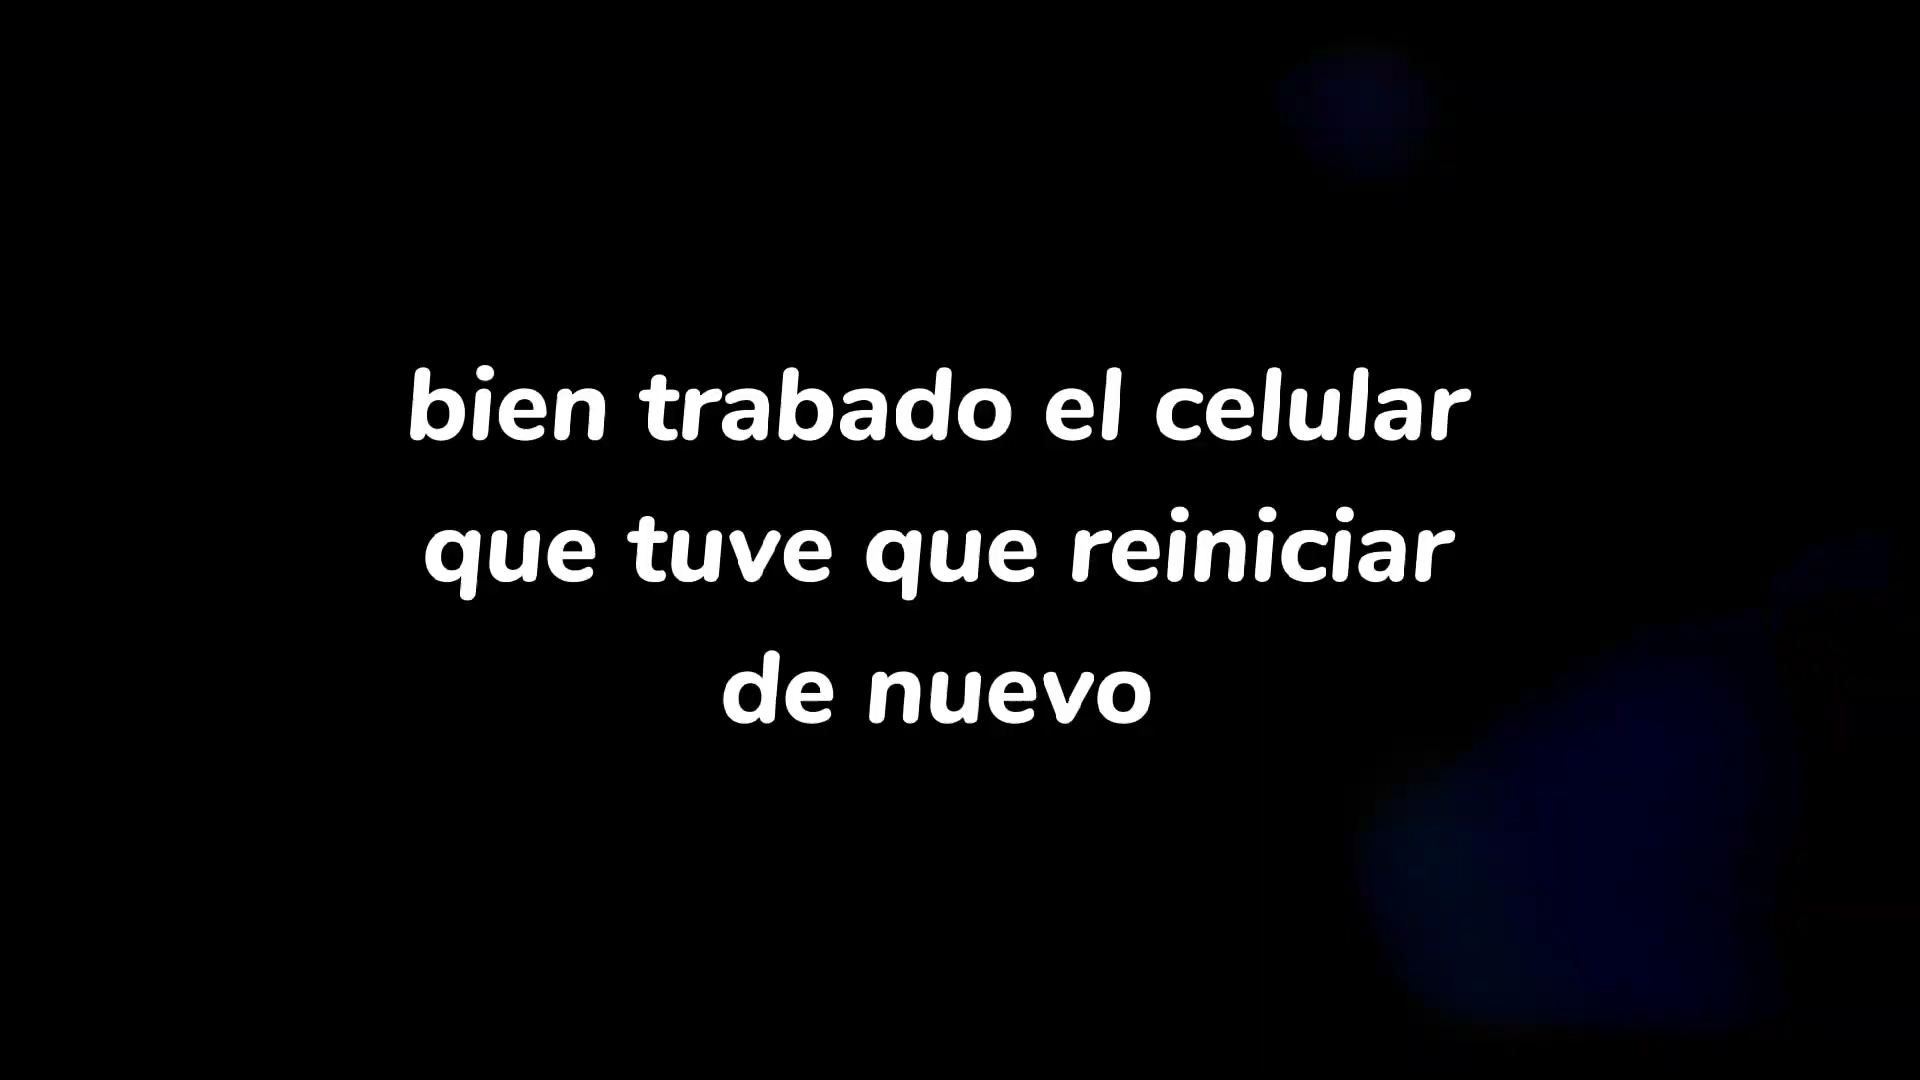 bien trabado el celular
que tuve que reiniciar
de nuevo